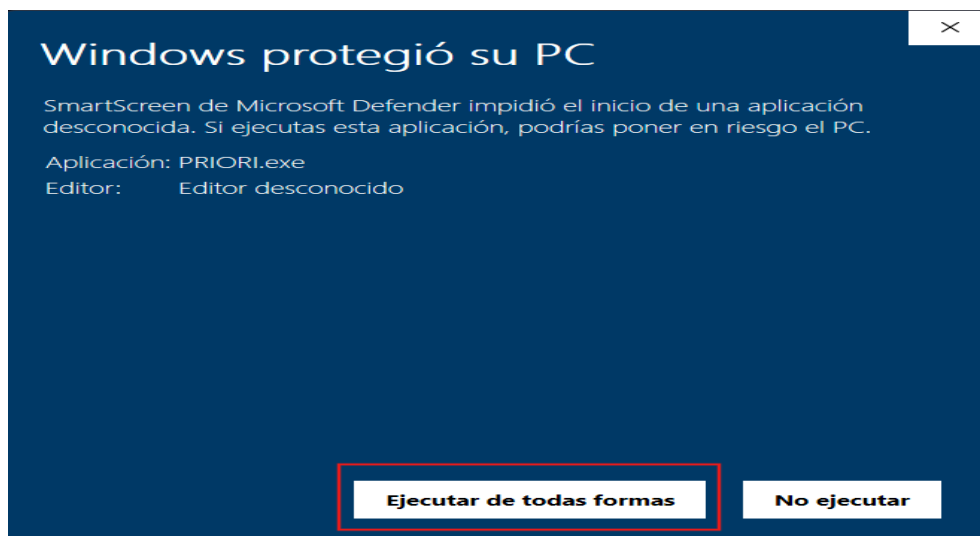 Windows protegió su PC
SmartScreen de Microsoft Defender impidió el inicio de una aplicación
desconocida. Si ejecutas esta aplicación, podrías poner en riesgo el PC.
Aplicación: PRIORI.exe
Editor: Editor desconocido
Ejecutar de todas formas No ejecutar